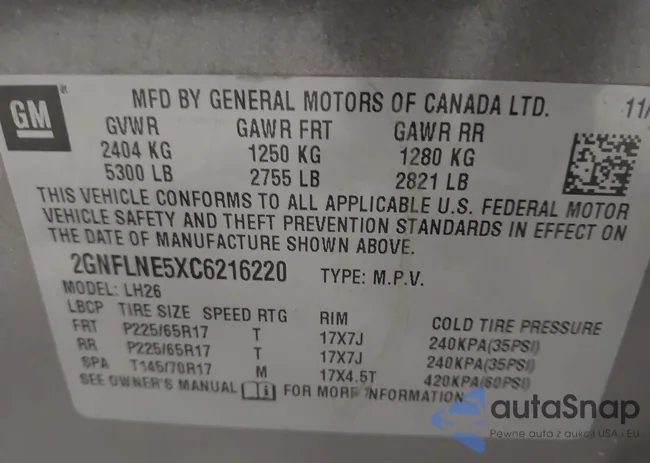 GM
®
MFD BY GENERAL MOTORS OF CANADA LTD. 11/
GVWR GAWR FRT GAWR RR
2404 KG 1250 KG 1280 KG
5300 LB 2755 LB 2821 LB
THIS VEHICLE CONFORMS TO ALL APPLICABLE U.S. FEDERAL MOTOR
VEHICLE SAFETY AND THEFT PREVENTION STANDARDS IN EFFECT ON
THE DATE OF MANUFACTURE SHOWN ABOVE.
2GNFLNE5XC6216220 TYPE: M.P.V.
MODEL: LH26
LBCP TIRE SIZE SPEED RTG RIM COLD TIRE PRESSURE
FRT P225/65R17 T 17X7J 240KPA(35PSI)
RR P225/65R17 T 17X7J 240KPA(35PSI)
SPA T145/70R17 M 17X4.5T 420KPA(60PSI)
SEE OWNER'S MANUAL i FOR MORE INFORMATION
autaSnap
Pewne auta z aukcji USA - EU